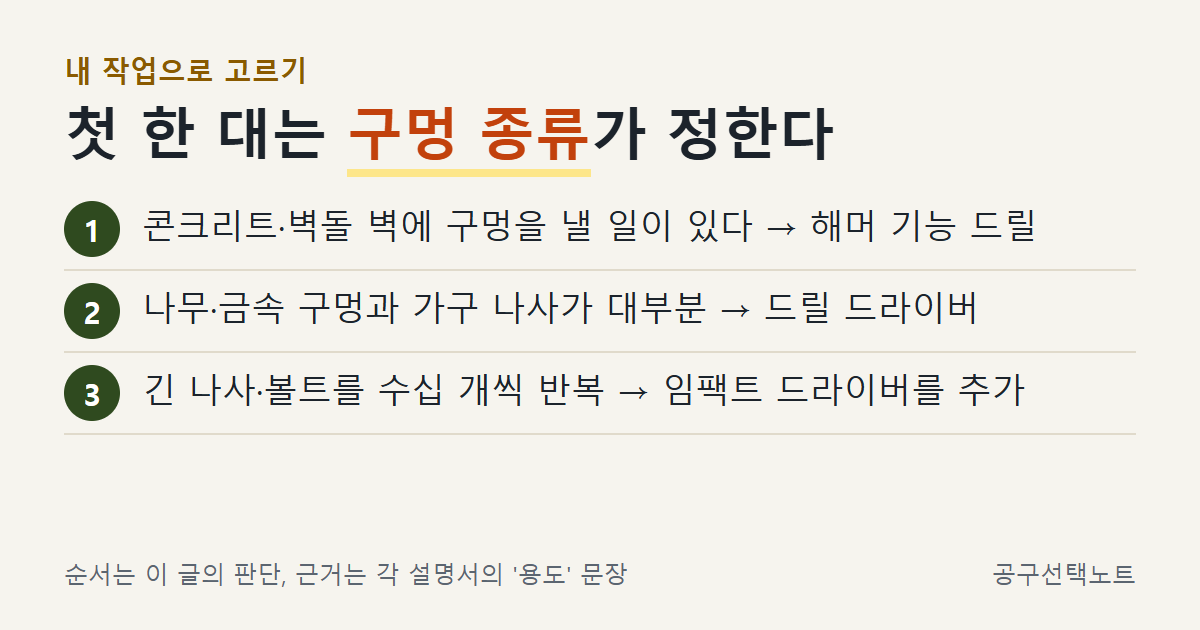 내 작업으로 고르기
첫 한 대는 구멍 종류가 정한다
1 콘크리트·벽돌 벽에 구멍을 낼 일이 있다 → 해머 기능 드릴
2 나무·금속 구멍과 가구 나사가 대부분 → 드릴 드라이버
3 긴 나사·볼트를 수십 개씩 반복 → 임팩트 드라이버를 추가
순서는 이 글의 판단, 근거는 각 설명서의 '용도' 문장
공구선택노트